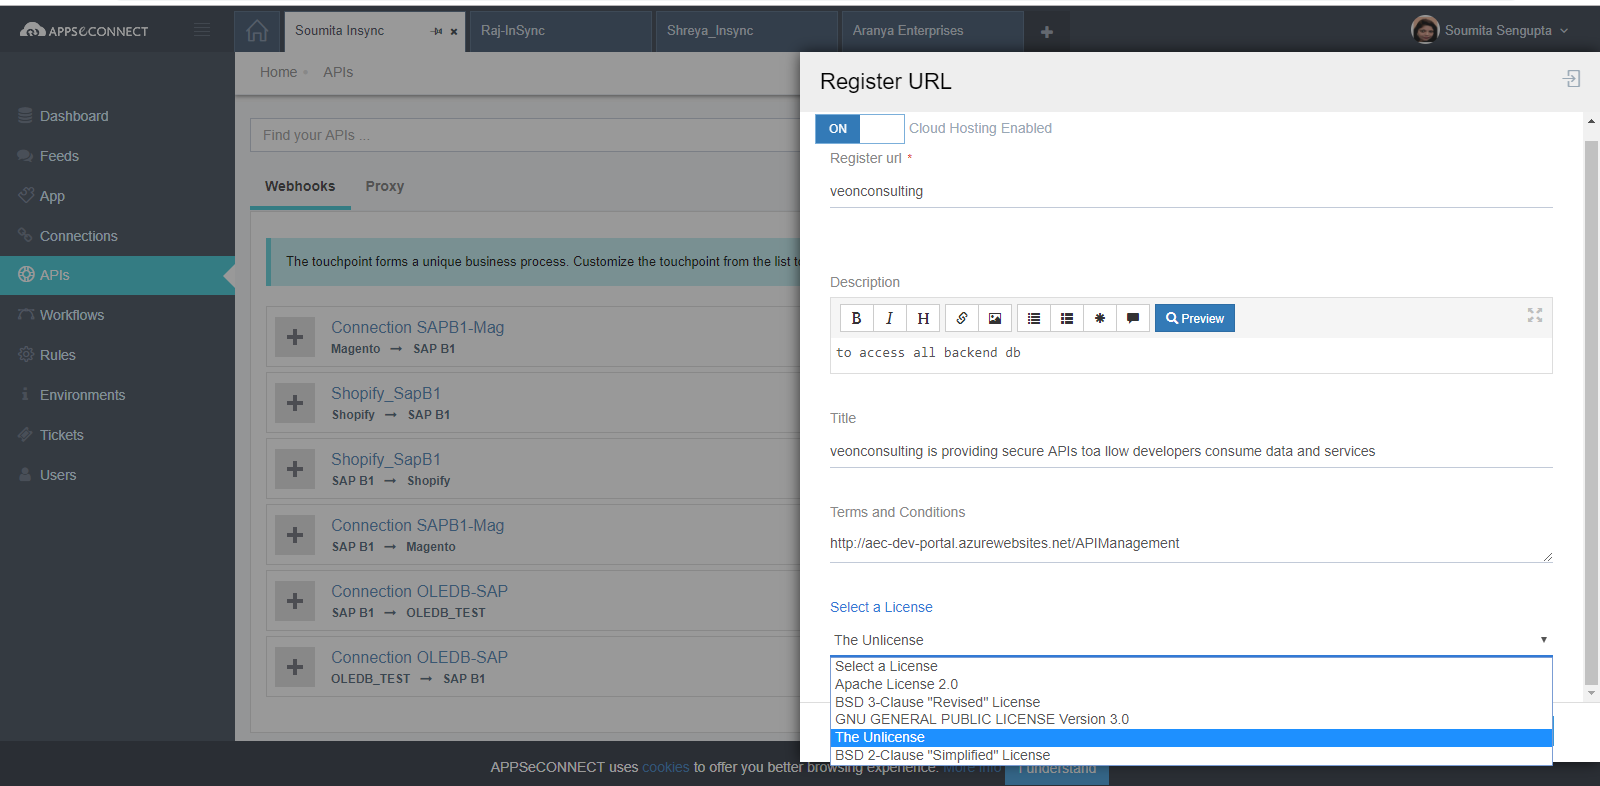 APPSeCONNECT
Soumita Insync
Raj-InSync
Shreya_Insync
Aranya Enterprises
Soumita Sengupta
Dashboard
Feeds
App
Connections
APIs
Workflows
Rules
Environments
Tickets
Users
Home
APIs
Find your APIs ...
Webhooks
Proxy
The touchpoint forms a unique business process. Customize the touchpoint from the list t
Connection SAPB1-Mag
Magento → SAP B1
Shopify_SapB1
Shopify → SAP B1
Shopify_SapB1
SAP B1 → Shopify
Connection SAPB1-Mag
SAP B1 → Magento
Connection OLEDB-SAP
SAP B1 → OLEDB_TEST
Connection OLEDB-SAP
OLEDB_TEST → SAP B1
Register URL
ON
Cloud Hosting Enabled
Register url *
veonconsulting
Description
B I H Preview
to access all backend db
Title
veonconsulting is providing secure APIs toa llow developers consume data and services
Terms and Conditions
http://aec-dev-portal.azurewebsites.net/APIManagement
Select a License
The Unlicense
Select a License
Apache License 2.0
BSD 3-Clause "Revised" License
GNU GENERAL PUBLIC LICENSE Version 3.0
The Unlicense
BSD 2-Clause "Simplified" License
APPSeCONNECT uses cookies to offer you better browsing experience. More Info
I understand